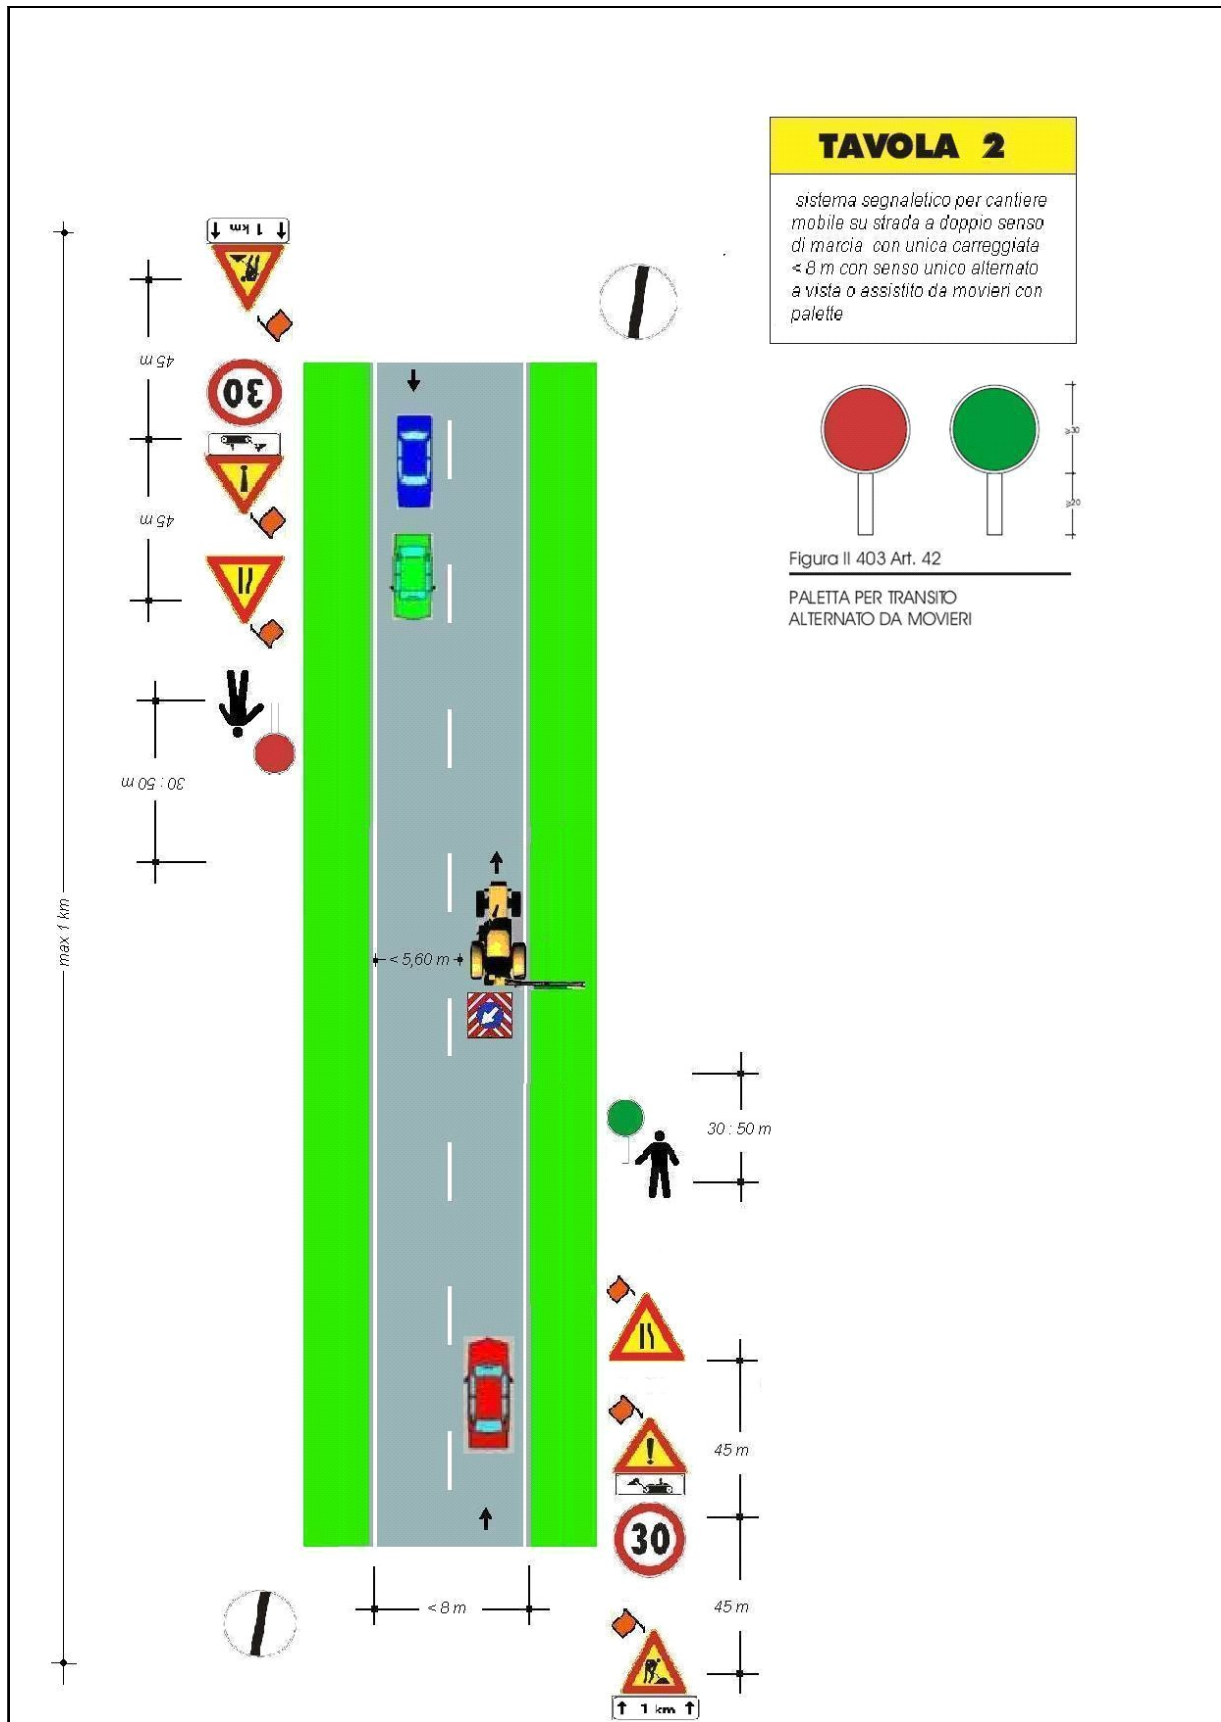 TAVOLA 2
sistema segnaletico per cantiere
mobile su strada a doppio senso
di marcia con unica carreggiata
< 8 m con senso unico alternato
a vista o assistito da movieri con
palette
≥30
≥20
Figura II 403 Art. 42
PALETTA PER TRANSITO
ALTERNATO DA MOVIERI
1 km
45 m
30
45 m
30 : 50 m
max 1 km
< 5,60 m
30 : 50 m
45 m
30
45 m
< 8 m
1 km